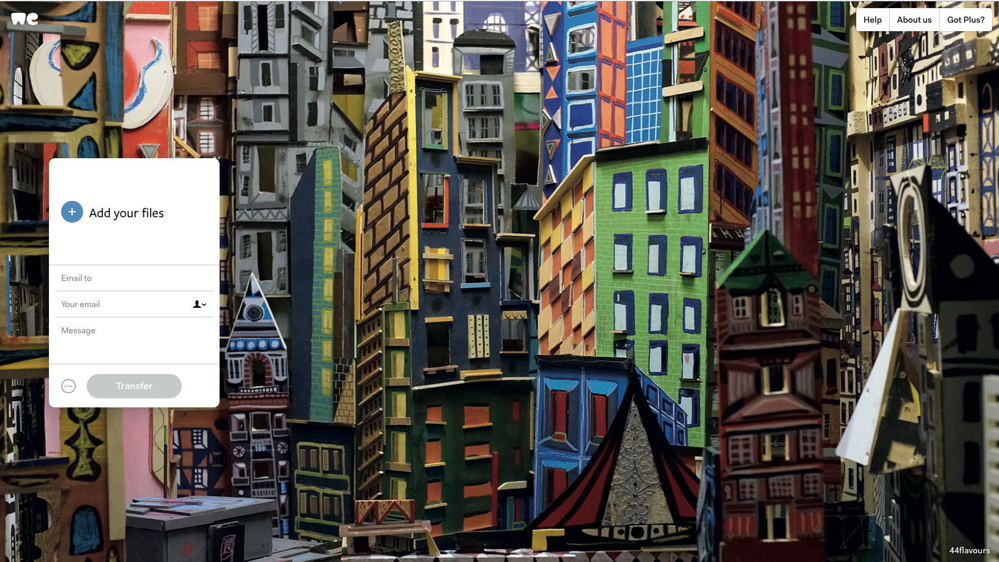 we
Help
About us
Got Plus?
Add your files
Email to
Your email
Message
Transfer
44flavours